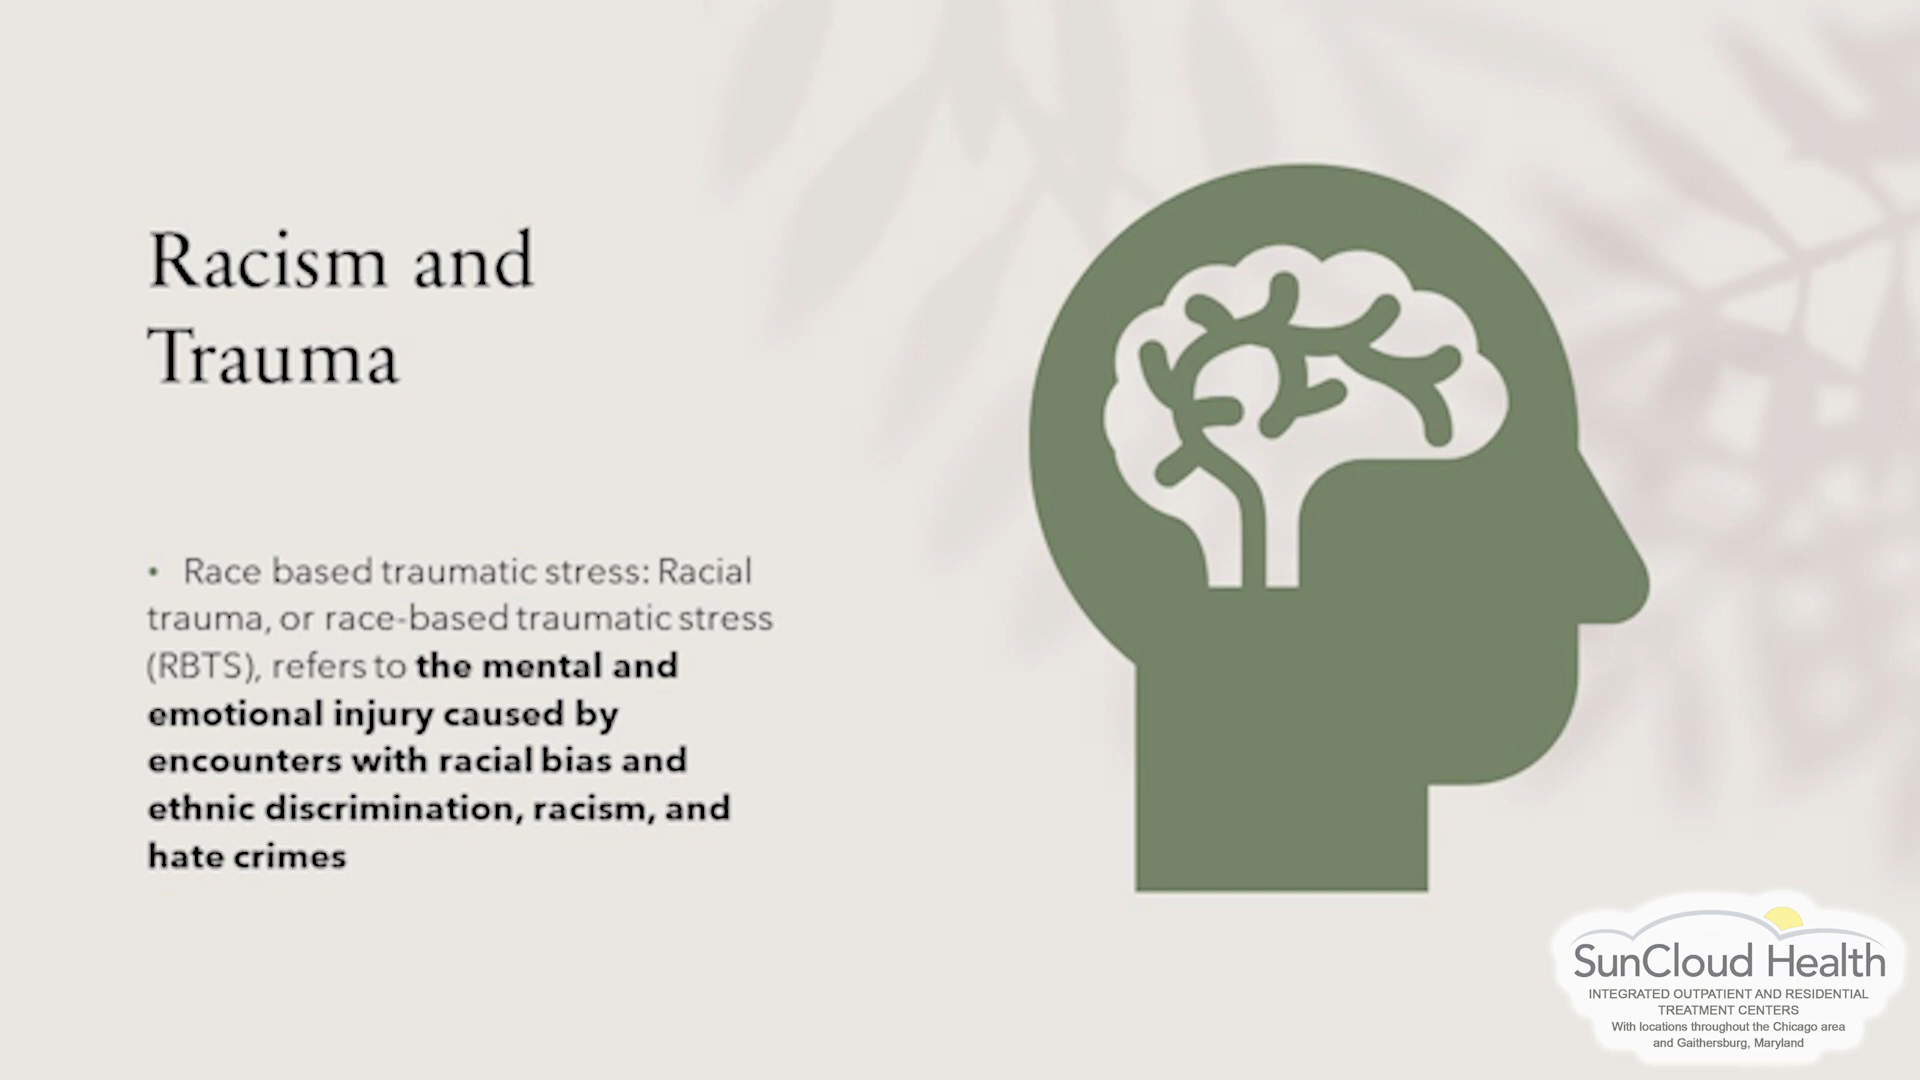 Racism and
Trauma
• Race based traumatic stress: Racial
trauma, or race-based traumatic stress
(RBTS), refers to the mental and
emotional injury caused by
encounters with racial bias and
ethnic discrimination, racism, and
hate crimes
SunCloud Health
INTEGRATED OUTPATIENT AND RESIDENTIAL
TREATMENT CENTERS
With locations throughout the Chicago area
and Gaithersburg, Maryland